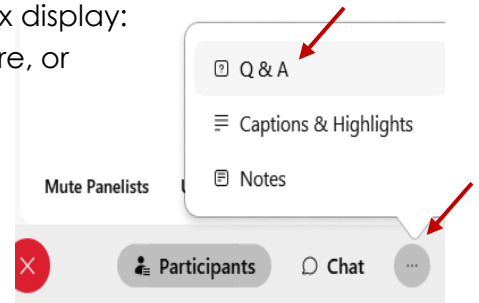 x display:
re, or
Q & A
Captions & Highlights
Notes
Mute Panelists
Participants
Chat